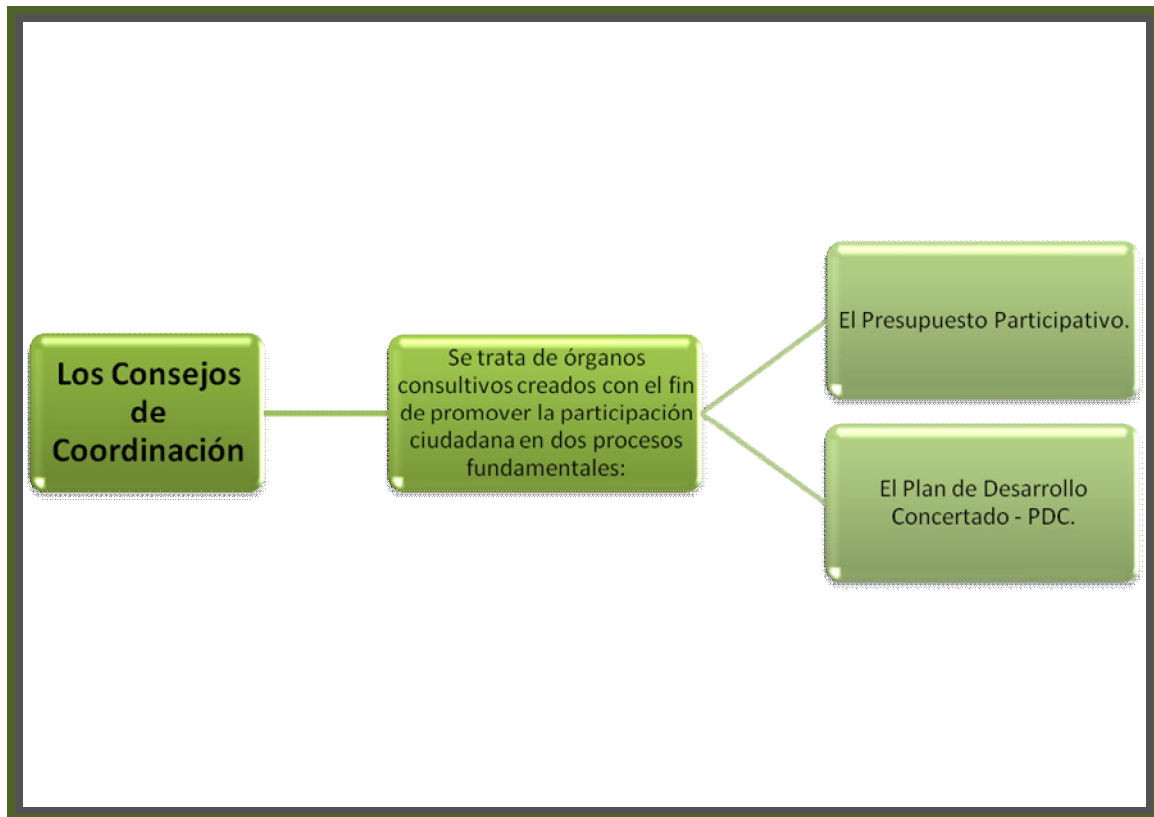 Los Consejos
de
Coordinación
Se trata de órganos
consultivos creados con el fin
de promover la participación
ciudadana en dos procesos
fundamentales:
El Presupuesto Participativo.
El Plan de Desarrollo
Concertado - PDC.